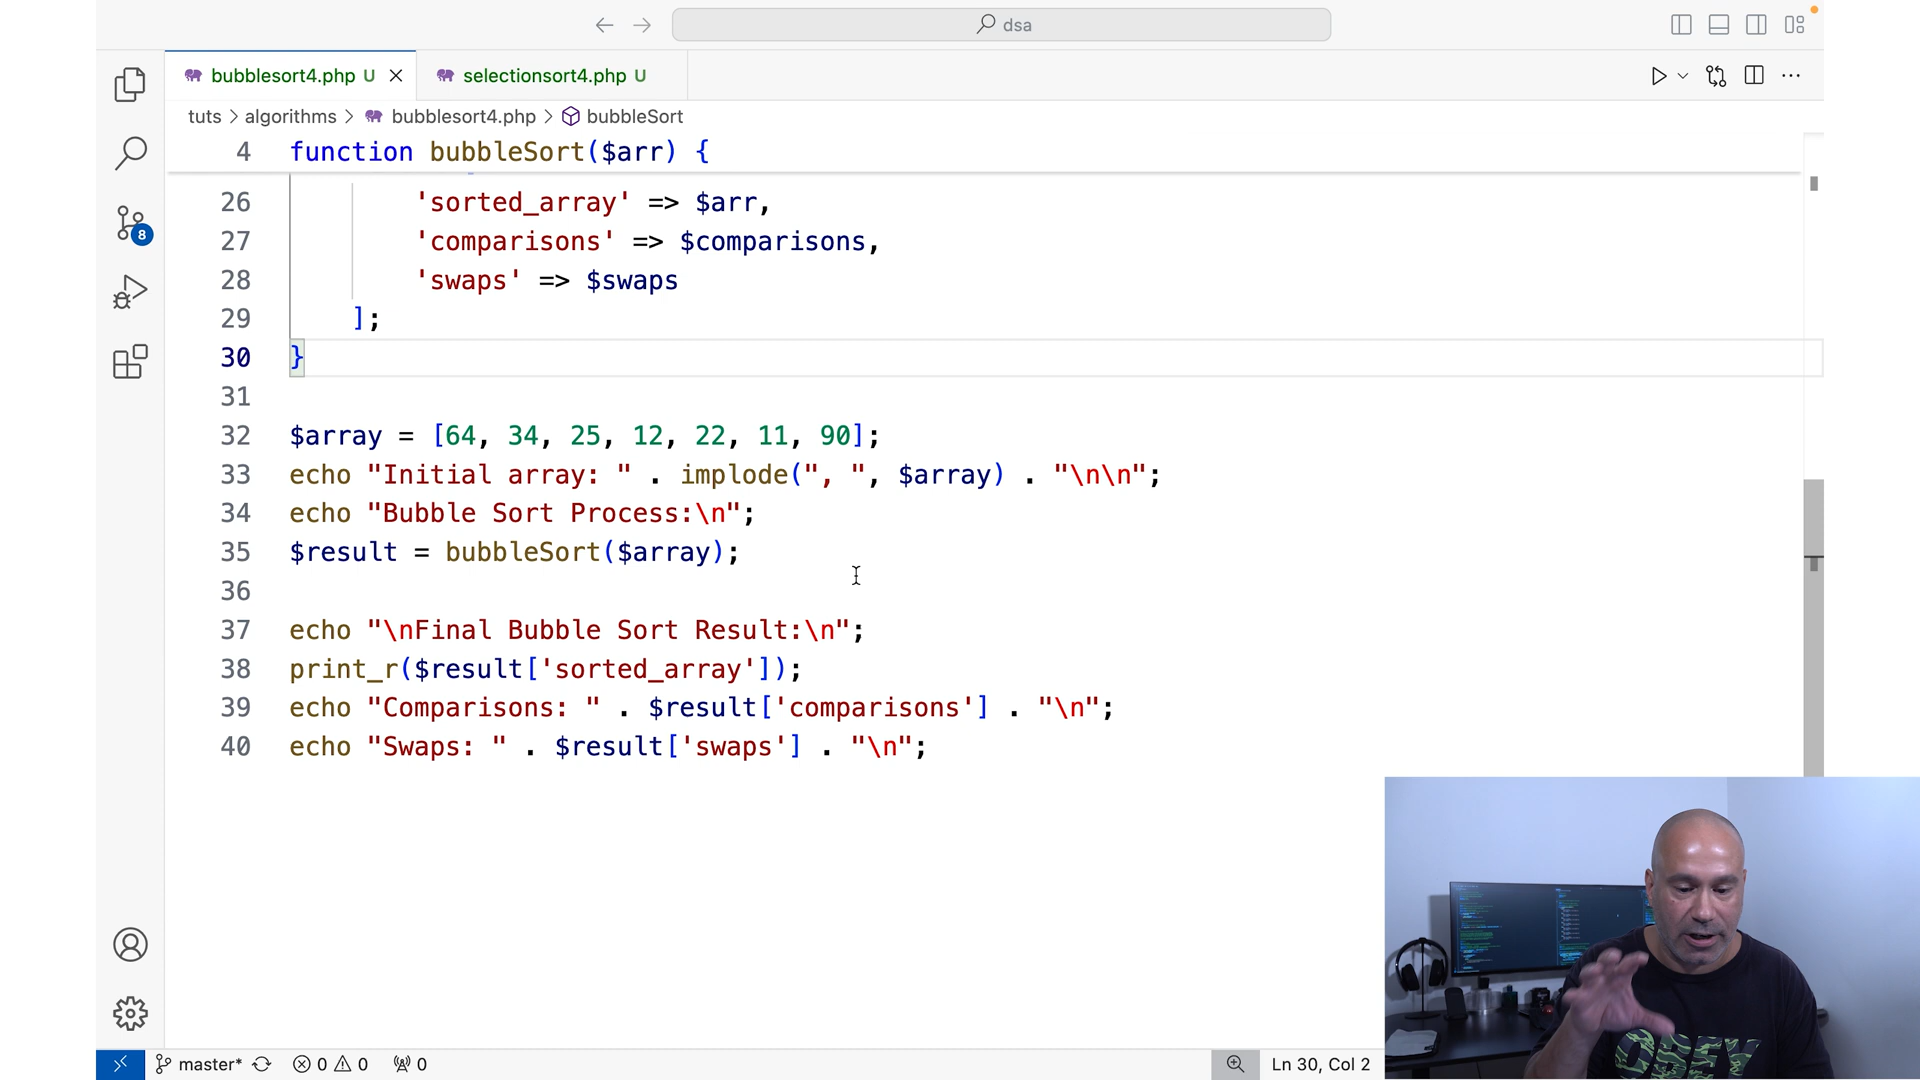 dsa
bubblesort4.php U
selectionsort4.php U
tuts > algorithms > bubblesort4.php > bubbleSort
4 function bubbleSort($arr) {
26 'sorted_array' => $arr,
27 'comparisons' => $comparisons,
28 'swaps' => $swaps
29 ];
30 }
31
32 $array = [64, 34, 25, 12, 22, 11, 90];
33 echo "Initial array: " . implode(", ", $array) . "\n\n";
34 echo "Bubble Sort Process:\n";
35 $result = bubbleSort($array);
36
37 echo "\nFinal Bubble Sort Result:\n";
38 print_r($result['sorted_array']);
39 echo "Comparisons: " . $result['comparisons'] . "\n";
40 echo "Swaps: " . $result['swaps'] . "\n";
8
master* 0 0 0 Ln 30, Col 2
OBEY